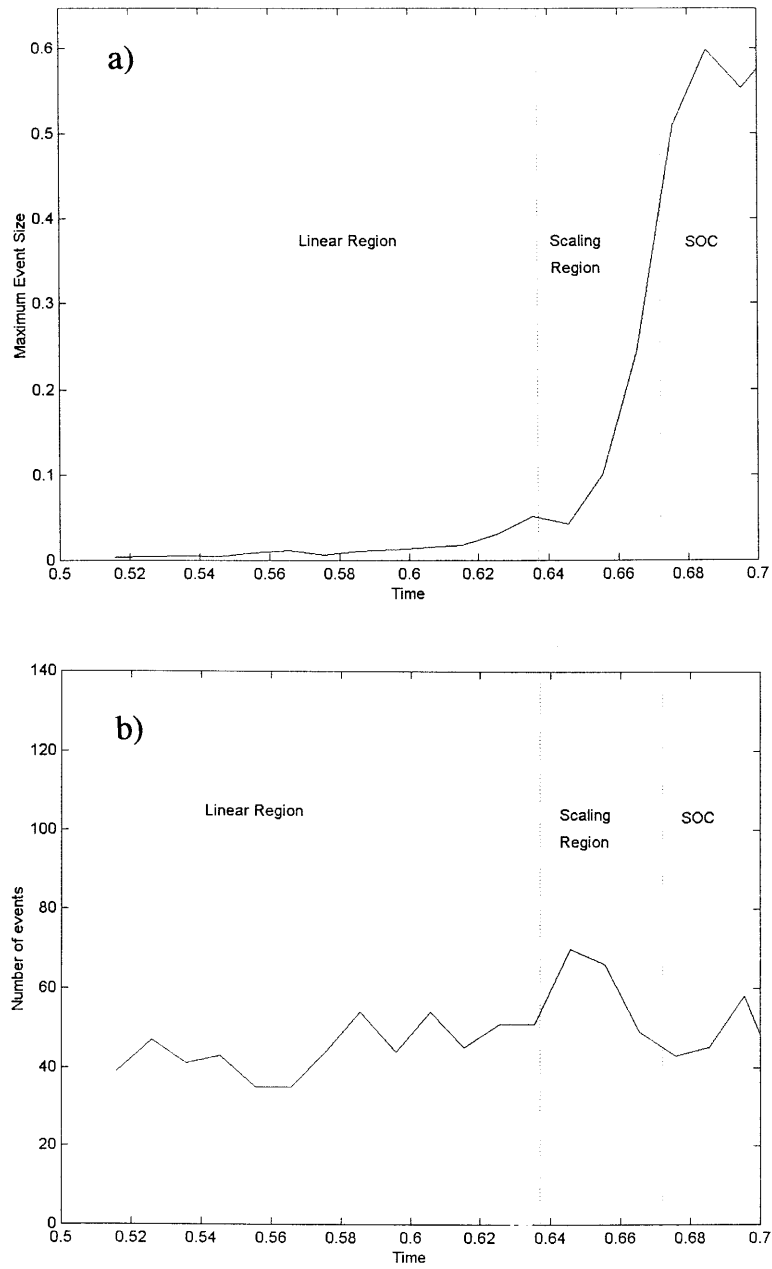 a)
0.6
0.5
0.4
0.3
0.2
0.1
0
Maximum Event Size
Linear Region
Scaling
Region
SOC
0.5 0.52 0.54 0.56 0.58 0.6 0.62 0.64 0.66 0.68 0.7
Time
b)
140
120
100
80
60
40
20
0
Number of events
Linear Region
Scaling
Region
SOC
0.5 0.52 0.54 0.56 0.58 0.6 0.62 0.64 0.66 0.68 0.7
Time